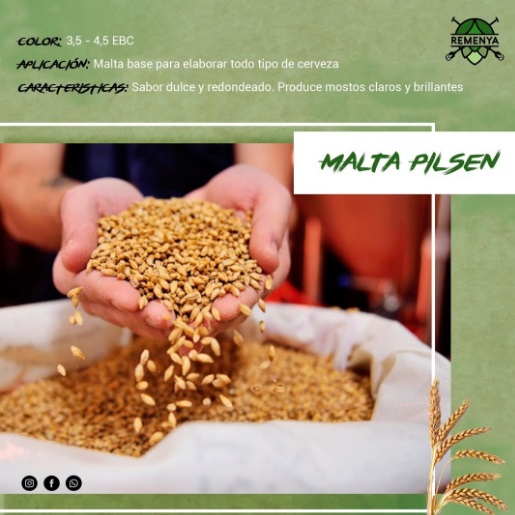 COLOR: 3,5 - 4,5 EBC
APLICACIÓN: Malta base para elaborar todo tipo de cerveza
CARACTERISTICAS: Sabor dulce y redondeado. Produce mostos claros y brillantes
REMENYA
MALTA PILSEN